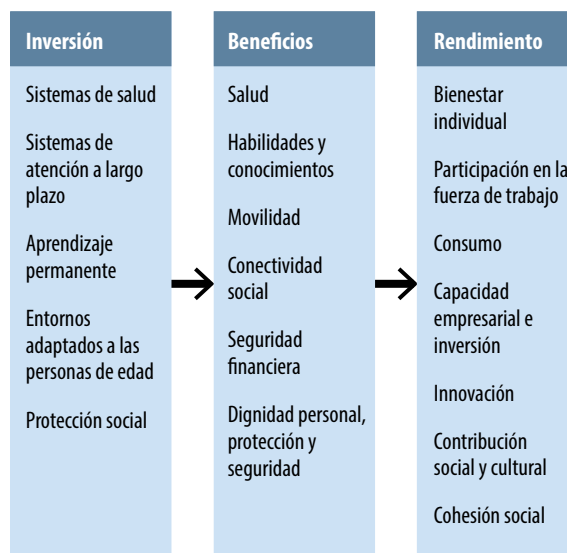 Inversión
Sistemas de salud
Sistemas de
atención a largo
plazo
Aprendizaje
permanente
Entornos
adaptados a las
personas de edad
Protección social
Beneficios
Salud
Habilidades y
conocimientos
Movilidad
Conectividad
social
Seguridad
financiera
Dignidad personal,
protección y
seguridad
Rendimiento
Bienestar
individual
Participación en la
fuerza de trabajo
Consumo
Capacidad
empresarial e
inversión
Innovación
Contribución
social y cultural
Cohesión social